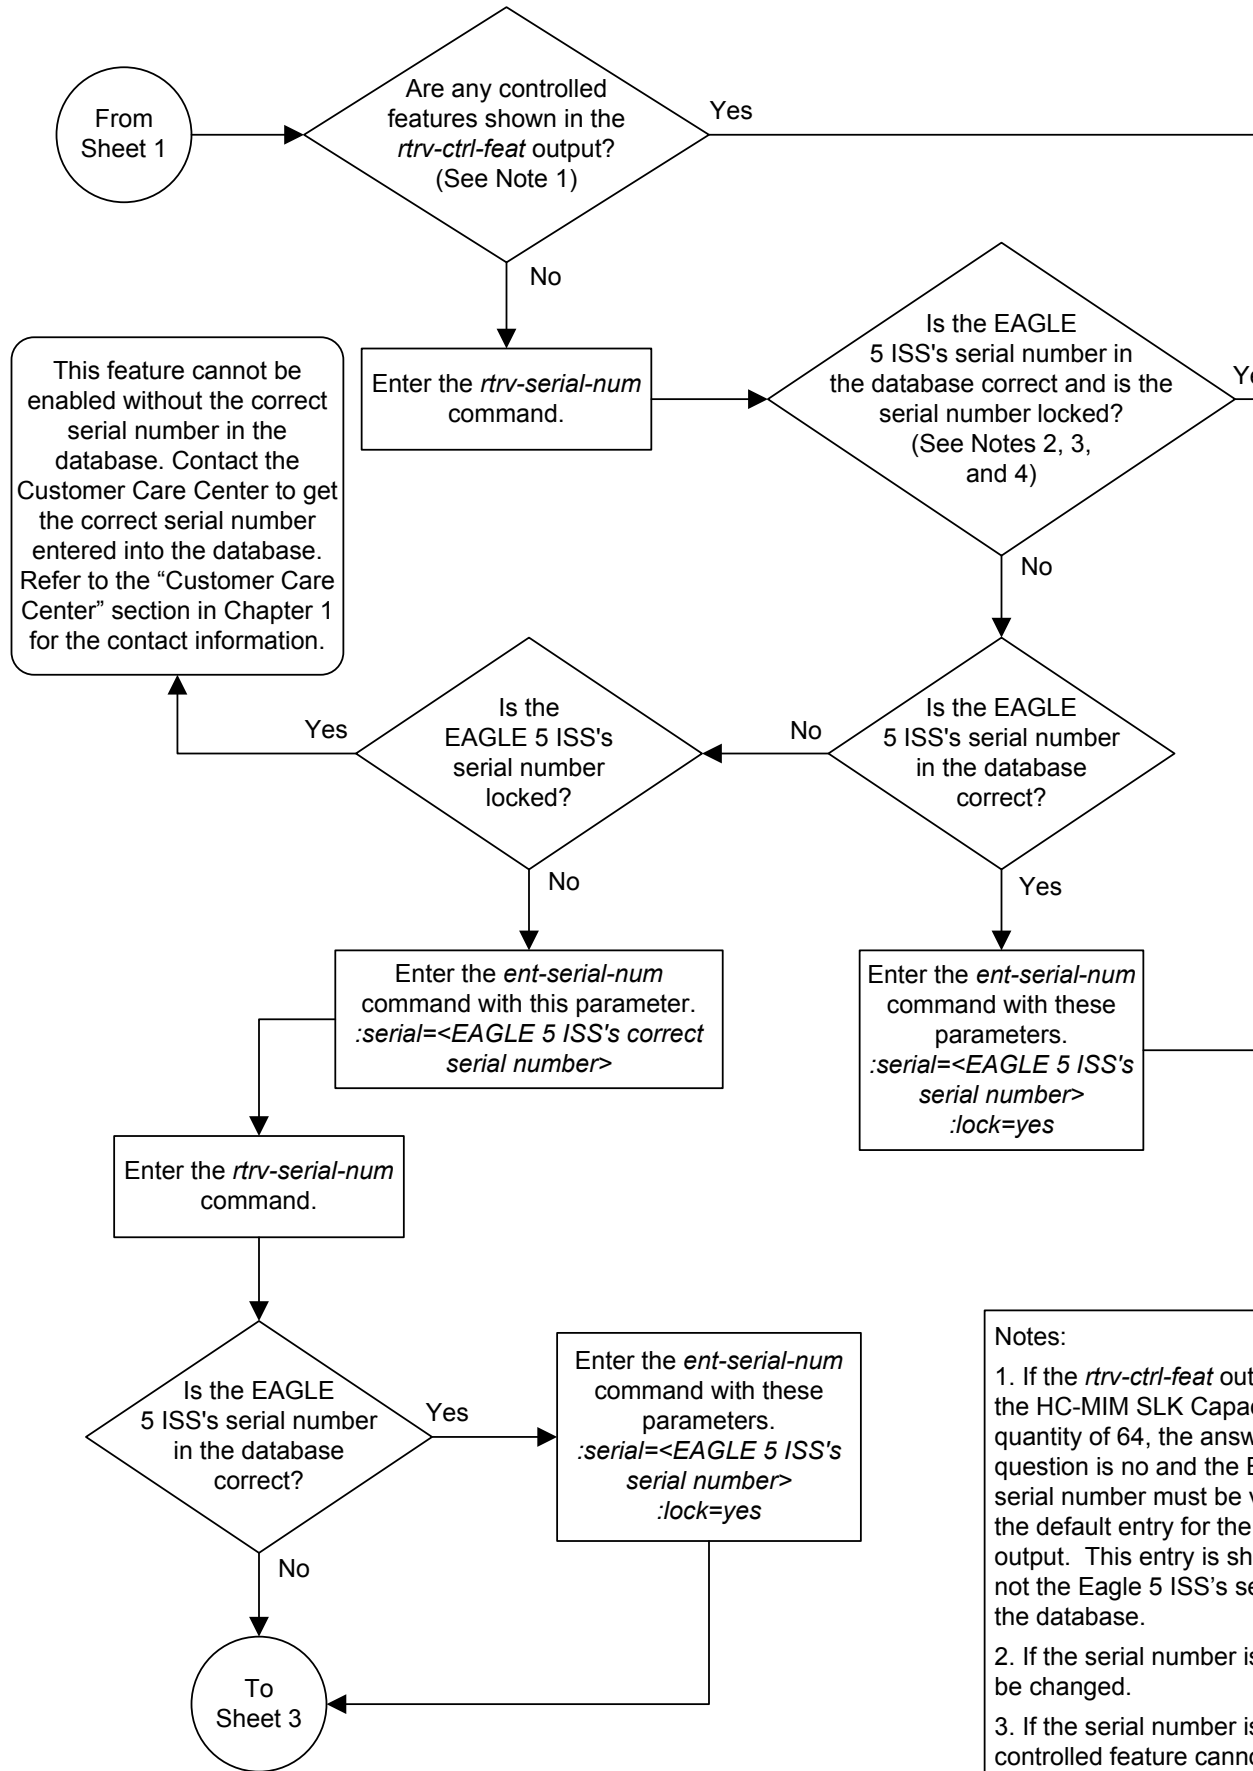 From
Sheet 1
Are any controlled
features shown in the
rtrv-ctrl-feat output?
(See Note 1)
Yes
No
Enter the rtrv-serial-num
command.
Is the EAGLE
5 ISS's serial number in
the database correct and is the
serial number locked?
(See Notes 2, 3,
and 4)
No
This feature cannot be
enabled without the correct
serial number in the
database. Contact the
Customer Care Center to get
the correct serial number
entered into the database.
Refer to the “Customer Care
Center” section in Chapter 1
for the contact information.
Yes
Is the
EAGLE 5 ISS's
serial number
locked?
No
Is the EAGLE
5 ISS's serial number
in the database
correct?
No
Yes
Enter the ent-serial-num
command with this parameter.
:serial=<EAGLE 5 ISS's correct
serial number>
Enter the ent-serial-num
command with these
parameters.
:serial=<EAGLE 5 ISS's
serial number>
:lock=yes
Enter the rtrv-serial-num
command.
Is the EAGLE
5 ISS's serial number
in the database
correct?
Yes
Enter the ent-serial-num
command with these
parameters.
:serial=<EAGLE 5 ISS's
serial number>
:lock=yes
No
To
Sheet 3
Notes:
1. If the rtrv-ctrl-feat
the HC-MIM SLK
quantity of 64, the
question is no and the
serial number must be
the default entry for the
output. This entry is
not the Eagle 5 ISS’s
the database.
2. If the serial number
be changed.
3. If the serial number
controlled feature